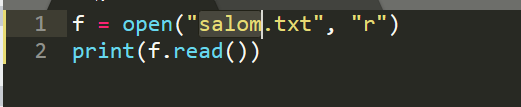 1 f = open("salom.txt", "r")
2 print(f.read())